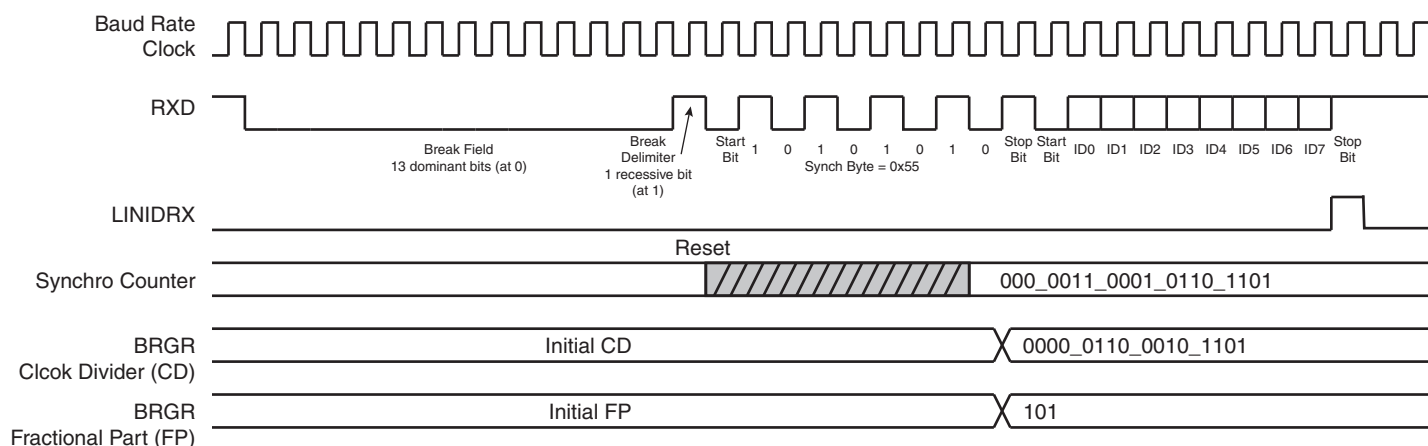 Baud Rate
Clock
RXD
Break Field
13 dominant bits (at 0)
Break
Delimiter
1 recessive bit
(at 1)
Start
Bit
1 0 1 0 1 0 1 0
Synch Byte = 0x55
Stop
Bit
Start
Bit
ID0 ID1 ID2 ID3 ID4 ID5 ID6 ID7
Stop
Bit
LINIDRX
Reset
Synchro Counter
000_0011_0001_0110_1101
BRGR
Clcok Divider (CD)
Initial CD
0000_0110_0010_1101
BRGR
Fractional Part (FP)
Initial FP
101